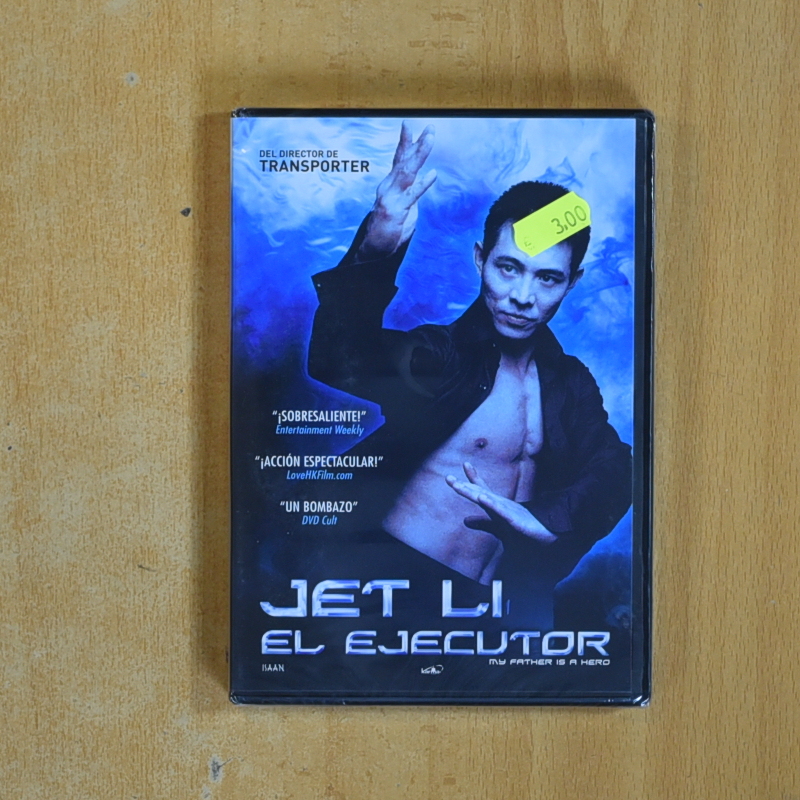 DEL DIRECTOR DE
TRANSPORTER
€ 3,00
"¡SOBRESALIENTE!"
Entertainment Weekly
"¡ACCIÓN ESPECTACULAR!"
LoveHKFilm.com
"UN BOMBAZO"
DVD Cult
JET LI
EL EJECUTOR
MY FATHER IS A HERO